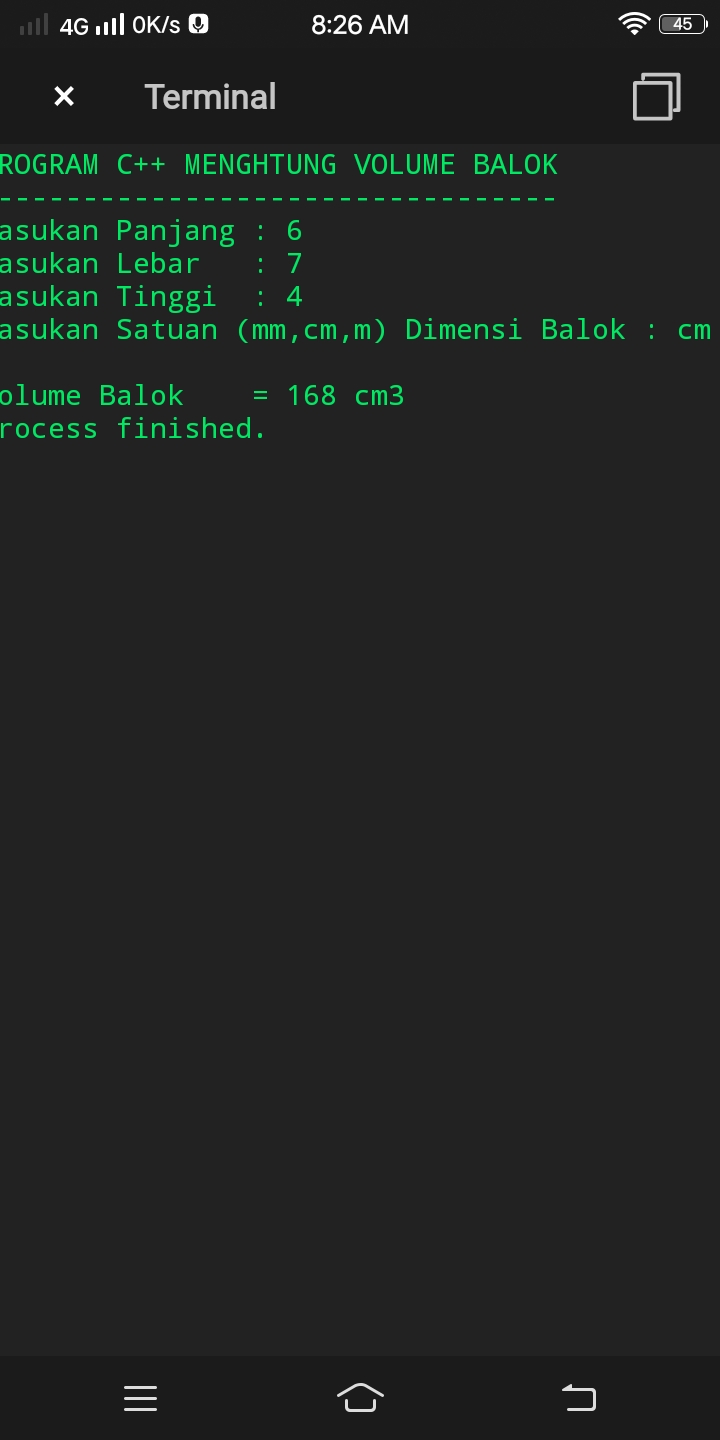 4G 0K/s 8:26 AM 45
Terminal
ROGRAM C++ MENGHTUNG VOLUME BALOK
---------------------------------
asukan Panjang : 6
asukan Lebar   : 7
asukan Tinggi  : 4
asukan Satuan (mm,cm,m) Dimensi Balok : cm
olume Balok    = 168 cm3
rocess finished.